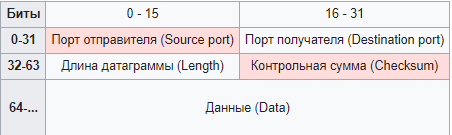 Биты 0 - 15 16 - 31
0-31 Порт отправителя (Source port) Порт получателя (Destination port)
32-63 Длина датаграммы (Length) Контрольная сумма (Checksum)
64-... Данные (Data)